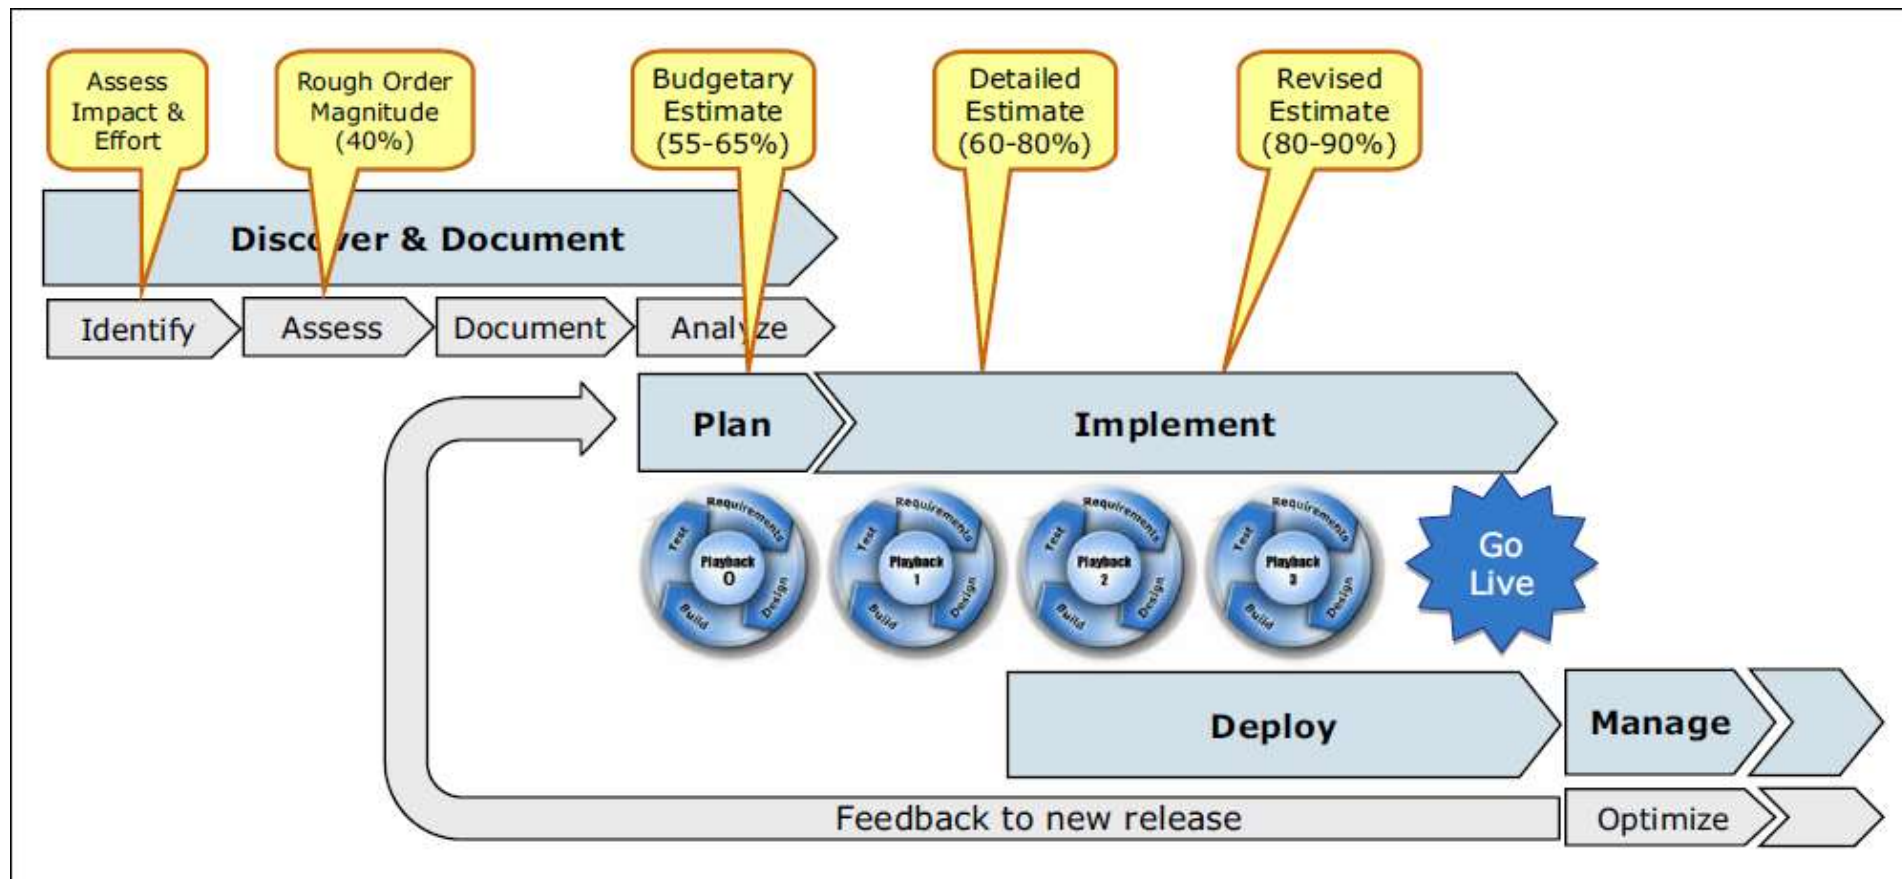 Assess
Impact &
Effort
Rough Order
Magnitude
(40%)
Budgetary
Estimate
(55-65%)
Detailed
Estimate
(60-80%)
Revised
Estimate
(80-90%)
Discover & Document
Identify
Assess
Document
Analyze
Plan
Implement
Requirements
Design
Build
Test
Playback
0
Requirements
Design
Build
Test
Playback
1
Requirements
Design
Build
Test
Playback
2
Requirements
Design
Build
Test
Playback
3
Go
Live
Deploy
Manage
Feedback to new release
Optimize